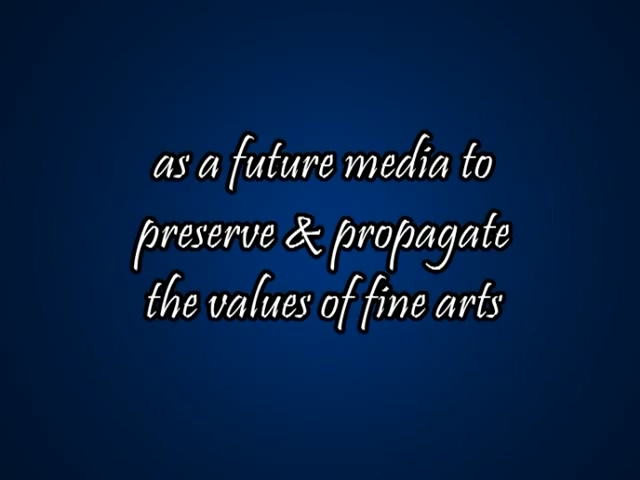 as a future media to
preserve & propagate
the values of fine arts